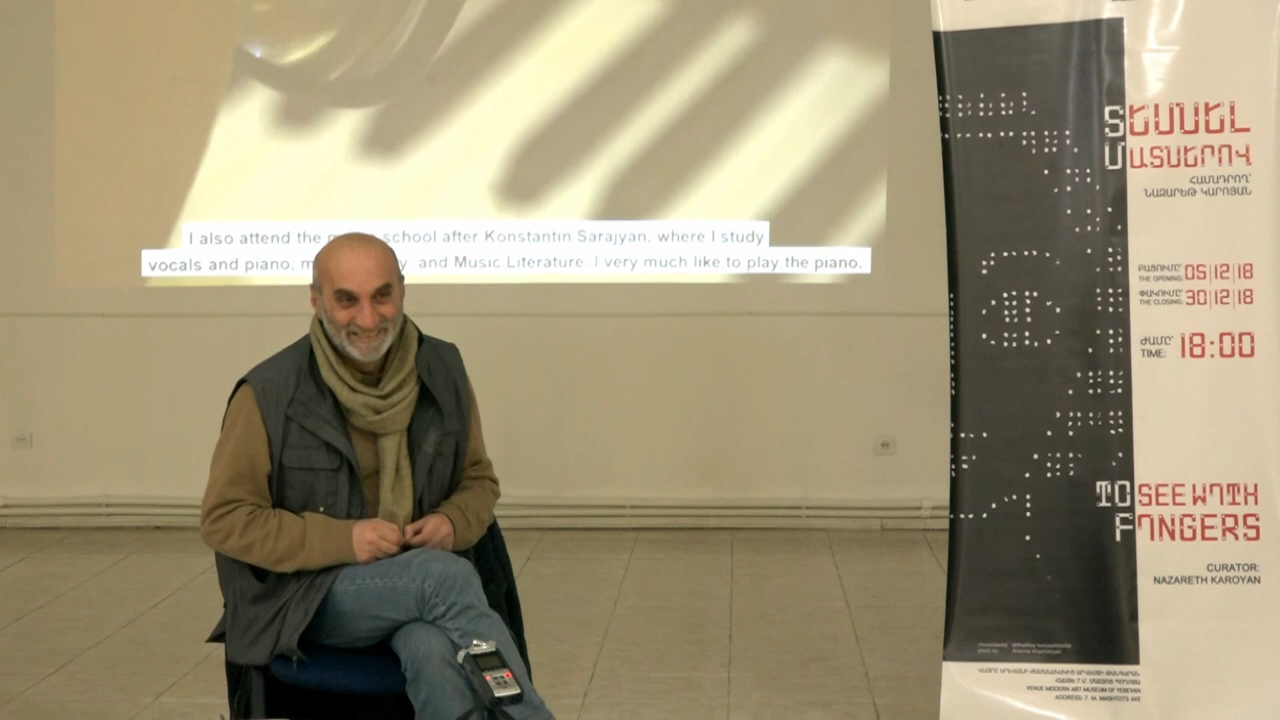 I also attend the school after Konstantin Sarajyan, where I study
vocals and piano, and Music Literature. I very much like to play the piano.
ՏԵՍՆԵԼ
ՄԱՏՆԵՐՈՎ
ՀԱՄԱԴՐՈՂ՝
ՆԱԶԱՐԵԹ ԿԱՐՈՅԱՆ
ԲԱՑՈՒՄԸ՝
THE OPENING: 05|12|18
ՓԱԿՈՒՄԸ՝
THE CLOSING: 30|12|18
ԺԱՄԸ՝
TIME: 18:00
TO SEE WITH
FINGERS
CURATOR:
NAZARETH KAROYAN
photo by
VENUE MODERN ART MUSEUM OF YEREVAN
ADDRESS: 7 M. MASHTOTS AVE